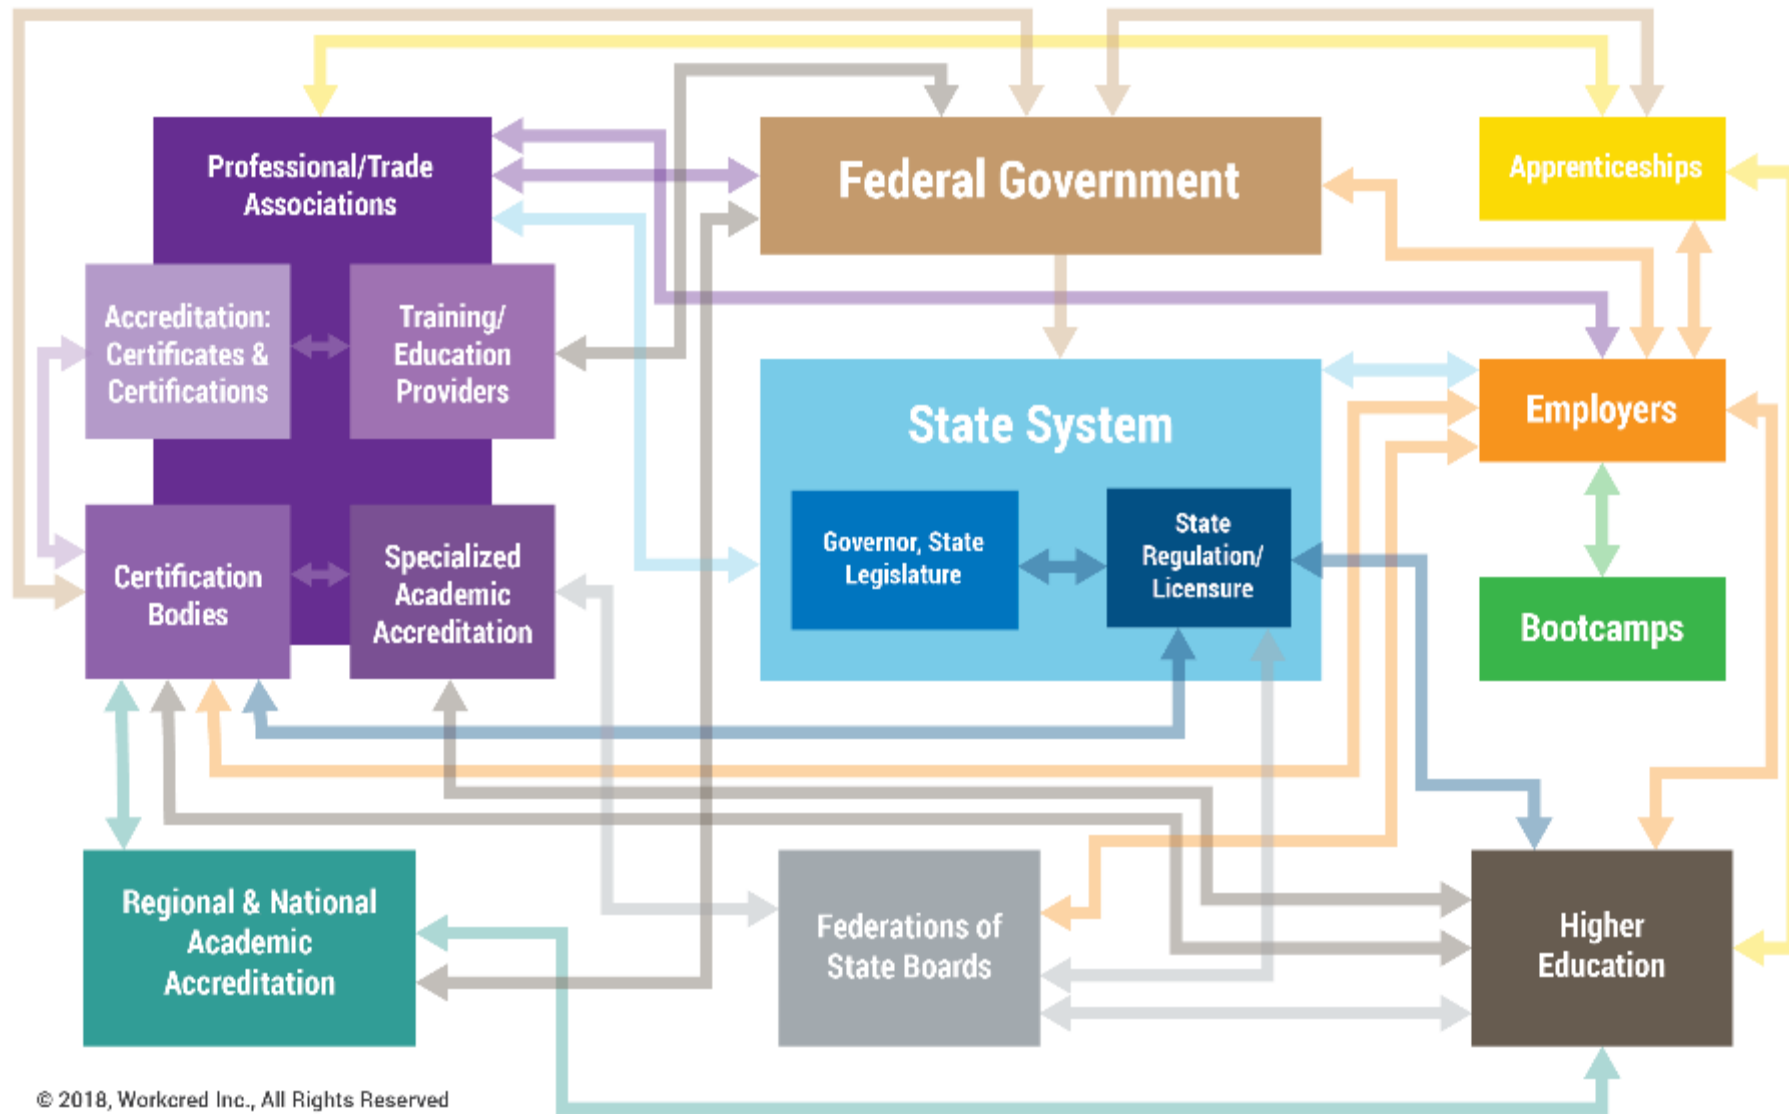 Professional/Trade
Associations
Federal Government
Apprenticeships
Accreditation:
Certificates &
Certifications
Training/
Education
Providers
State System
Employers
Governor, State
Legislature
State
Regulation/
Licensure
Certification
Bodies
Specialized
Academic
Accreditation
Bootcamps
Regional & National
Academic
Accreditation
Federations of
State Boards
Higher
Education
© 2018, Workcred Inc., All Rights Reserved